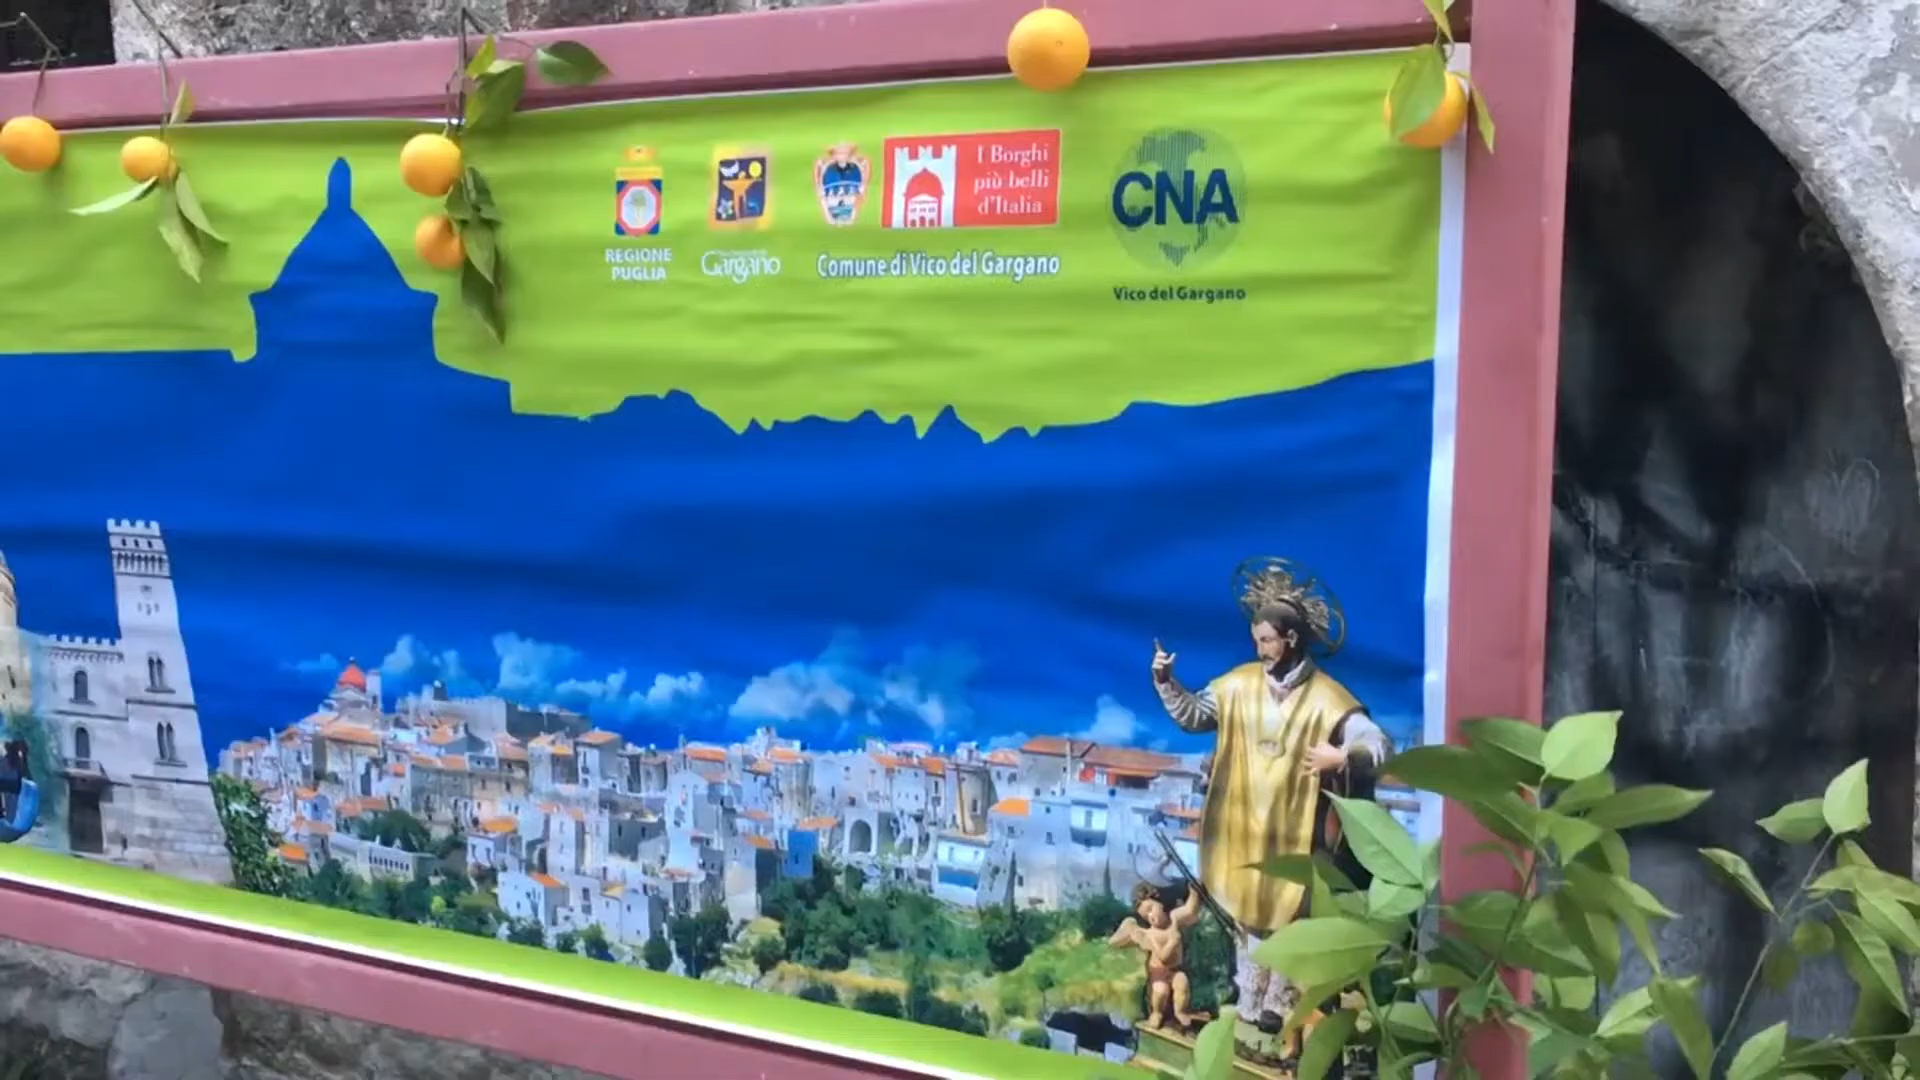 REGIONE
PUGLIA
Gargano
I Borghi
più belli
d'Italia
Comune di Vico del Gargano
CNA
Vico del Gargano